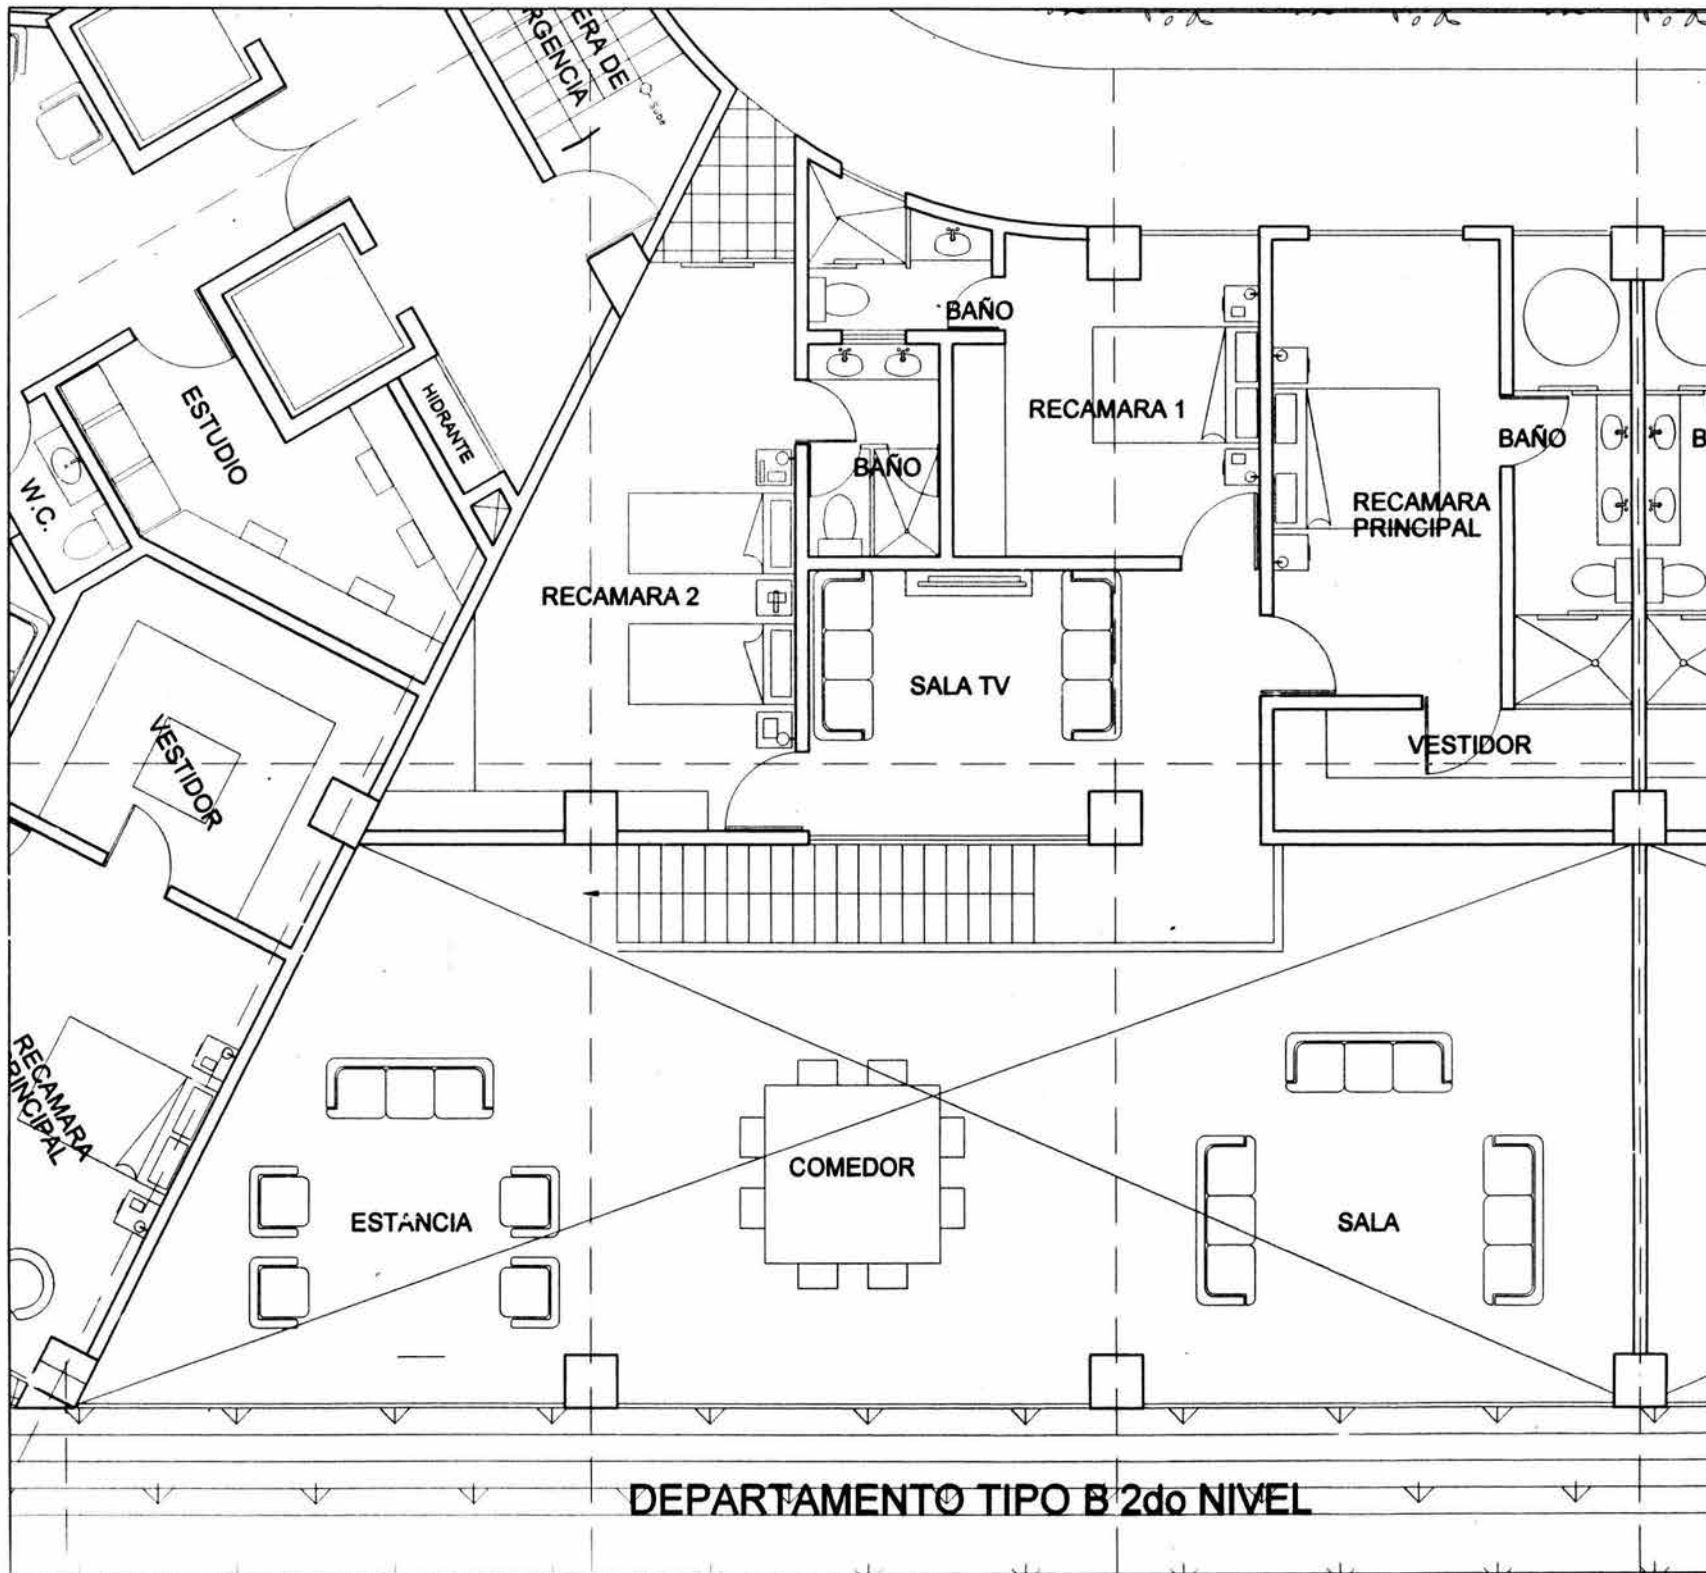 ERA DE
RGENCIA
Sube
BAÑO
ESTUDIO
HIDRANTE
RECAMARA 1
BAÑO
B
W.C.
BAÑO
RECAMARA
PRINCIPAL
RECAMARA 2
SALA TV
VESTIDOR
VESTIDOR
RECAMARA
PRINCIPAL
COMEDOR
ESTANCIA
SALA
DEPARTAMENTO TIPO B 2do NIVEL